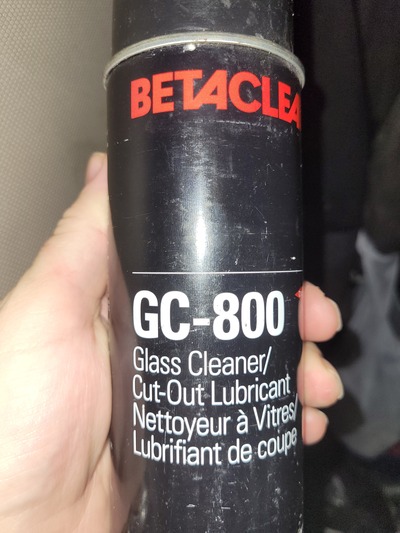 BETACLEA
GC-800
Glass Cleaner/
Cut-Out Lubricant
Nettoyeur à Vitres/
Lubrifiant de coupe